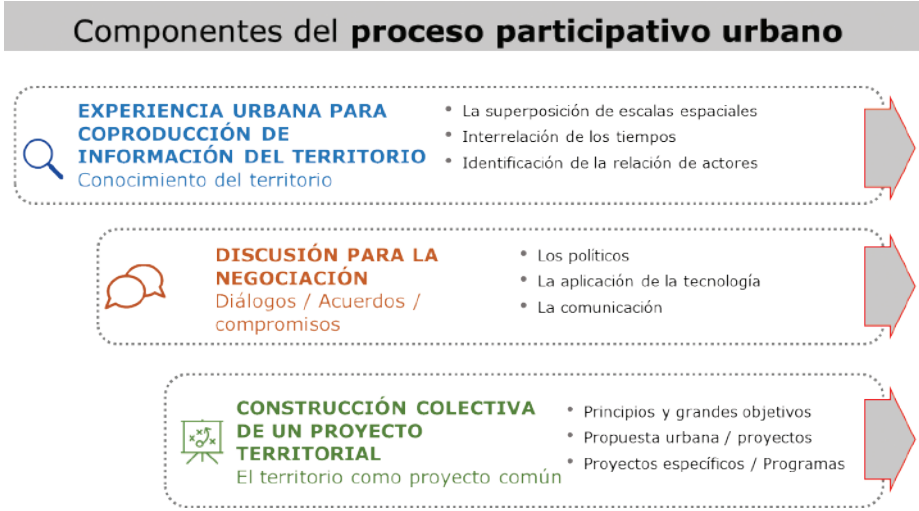 Componentes del proceso participativo urbano
EXPERIENCIA URBANA PARA
COPRODUCCIÓN DE
INFORMACIÓN DEL TERRITORIO
Conocimiento del territorio
• La superposición de escalas espaciales
• Interrelación de los tiempos
• Identificación de la relación de actores
DISCUSIÓN PARA LA
NEGOCIACIÓN
Diálogos / Acuerdos /
compromisos
• Los políticos
• La aplicación de la tecnología
• La comunicación
CONSTRUCCIÓN COLECTIVA
DE UN PROYECTO
TERRITORIAL
El territorio como proyecto común
• Principios y grandes objetivos
• Propuesta urbana / proyectos
• Proyectos específicos / Programas